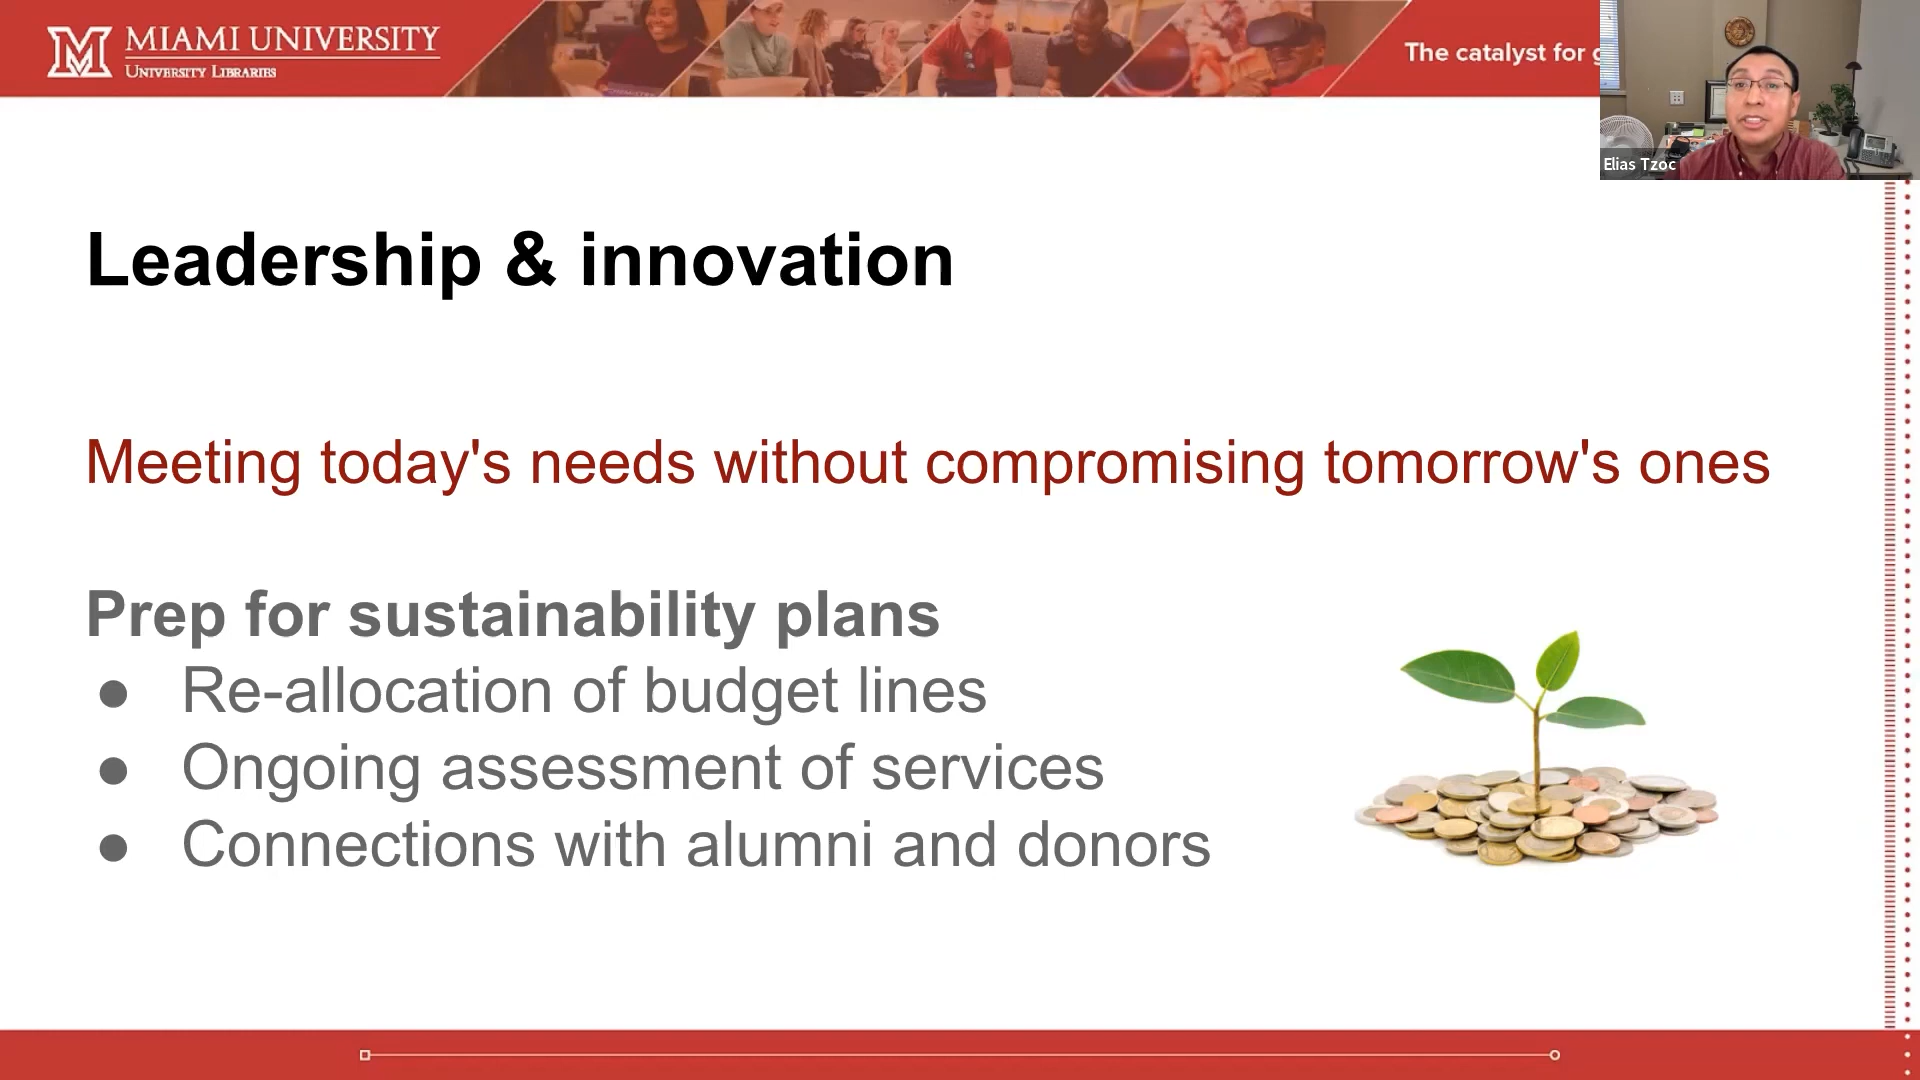 MIAMI UNIVERSITY
UNIVERSITY LIBRARIES
The catalyst for
Elias Tzoc
Leadership & innovation
Meeting today's needs without compromising tomorrow's ones
Prep for sustainability plans
● Re-allocation of budget lines
● Ongoing assessment of services
● Connections with alumni and donors